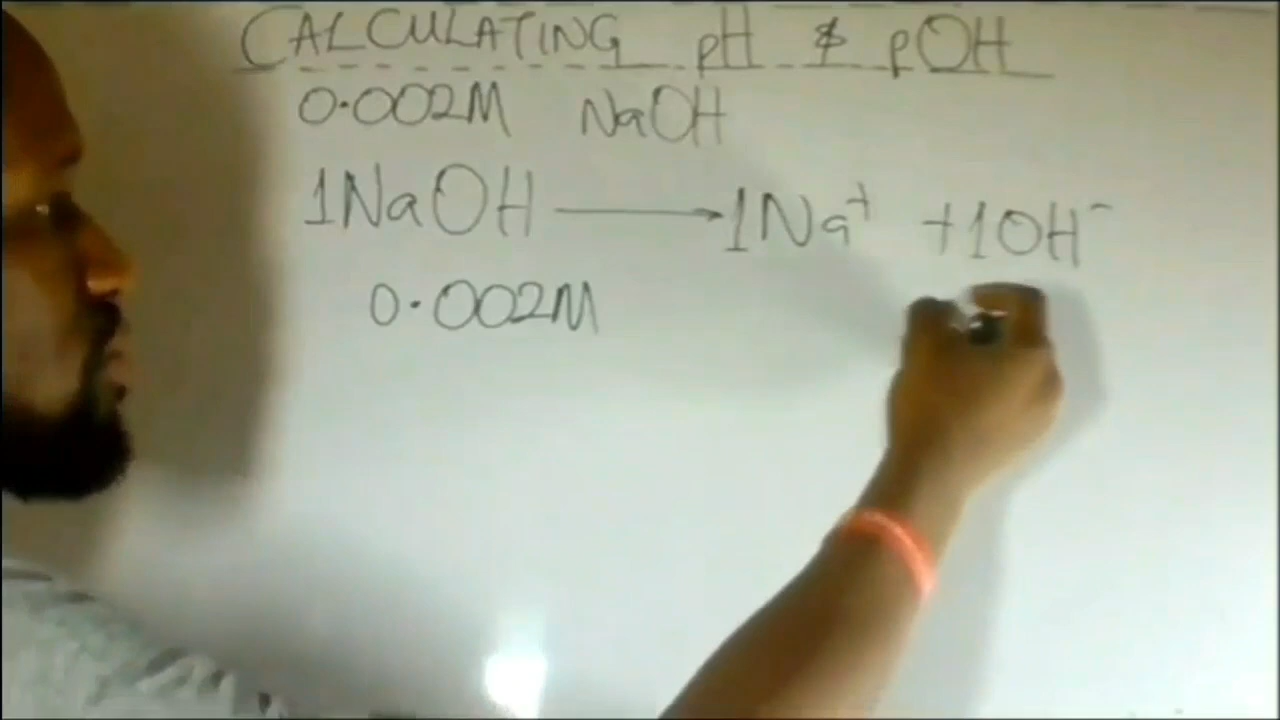 CALCULATING pH & pOH
0.002M NaOH
1NaOH → 1Na⁺ + 1OH⁻
0.002M